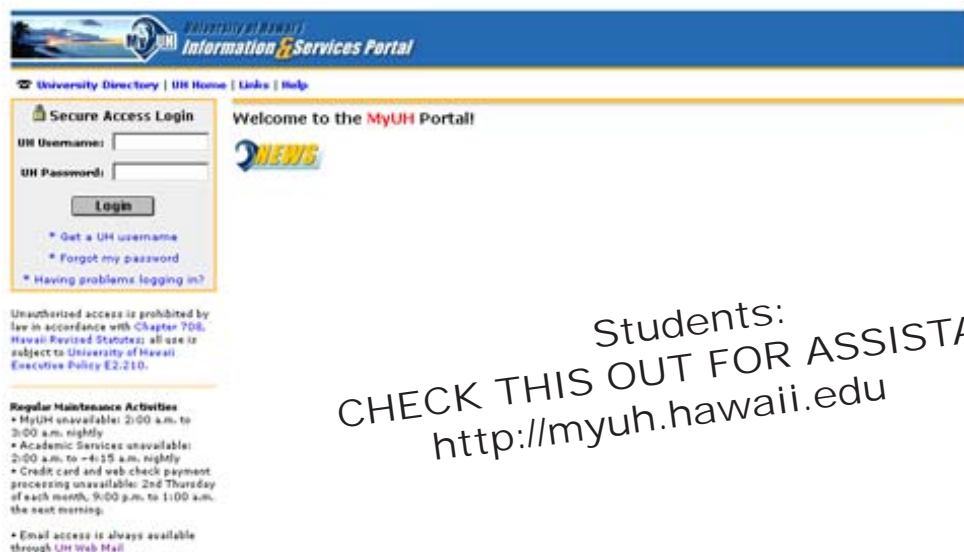 MyUH
University of Hawai'i
Information & Services Portal
University Directory | UH Home | Links | Help
Secure Access Login
UH Username:
UH Password:
Login
* Get a UH username
* Forgot my password
* Having problems logging in?
Unauthorized access is prohibited by
law in accordance with Chapter 708,
Hawaii Revised Statutes; all use is
subject to University of Hawaii
Executive Policy E2.210.
Regular Maintenance Activities
• MyUH unavailable: 2:00 a.m. to
3:00 a.m. nightly
• Academic Services unavailable:
2:00 a.m. to ~4:15 a.m. nightly
• Credit card and web check payment
processing unavailable: 2nd Thursday
of each month, 9:00 p.m. to 1:00 a.m.
the next morning.
• Email access is always available
through UH Web Mail
Welcome to the MyUH Portal!
NEWS
Students:
CHECK THIS OUT FOR ASSISTA
http://myuh.hawaii.edu